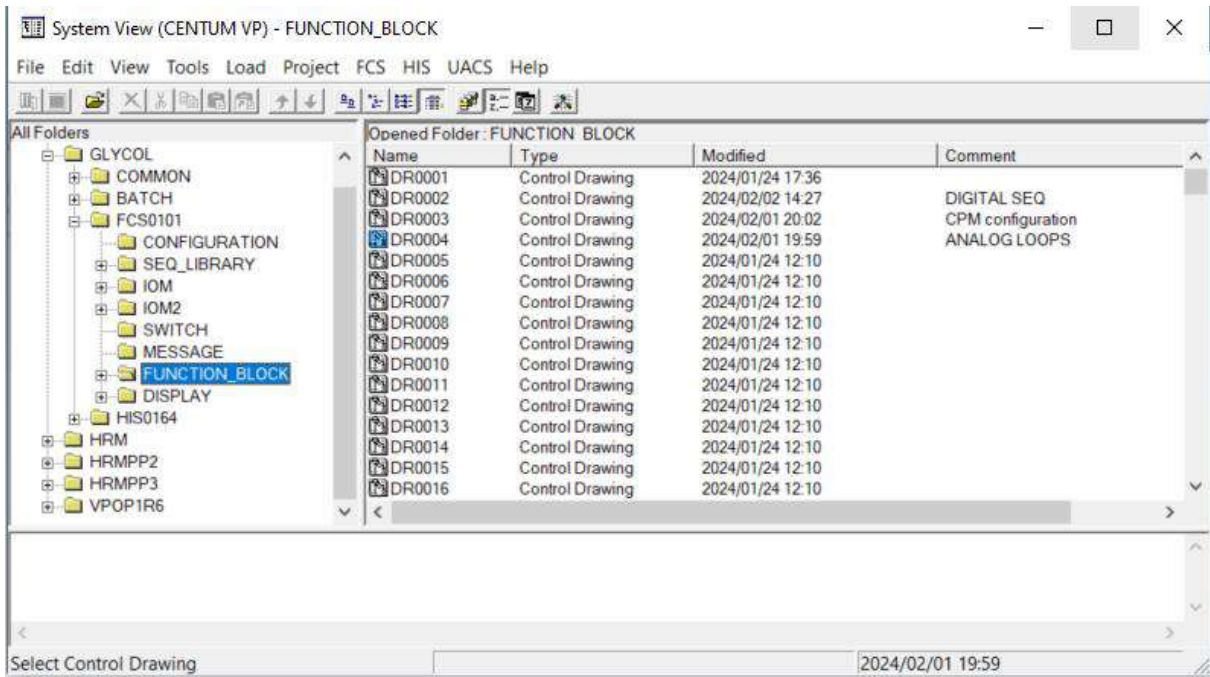 System View (CENTUM VP) - FUNCTION_BLOCK
File Edit View Tools Load Project FCS HIS UACS Help
All Folders
GLYCOL
COMMON
BATCH
FCS0101
CONFIGURATION
SEQ_LIBRARY
IOM
IOM2
SWITCH
MESSAGE
FUNCTION_BLOCK
DISPLAY
HIS0164
HRM
HRMPP2
HRMPP3
VPOP1R6
Opened Folder : FUNCTION_BLOCK
Name Type Modified Comment
DR0001 Control Drawing 2024/01/24 17:36
DR0002 Control Drawing 2024/02/02 14:27 DIGITAL SEQ
DR0003 Control Drawing 2024/02/01 20:02 CPM configuration
DR0004 Control Drawing 2024/02/01 19:59 ANALOG LOOPS
DR0005 Control Drawing 2024/01/24 12:10
DR0006 Control Drawing 2024/01/24 12:10
DR0007 Control Drawing 2024/01/24 12:10
DR0008 Control Drawing 2024/01/24 12:10
DR0009 Control Drawing 2024/01/24 12:10
DR0010 Control Drawing 2024/01/24 12:10
DR0011 Control Drawing 2024/01/24 12:10
DR0012 Control Drawing 2024/01/24 12:10
DR0013 Control Drawing 2024/01/24 12:10
DR0014 Control Drawing 2024/01/24 12:10
DR0015 Control Drawing 2024/01/24 12:10
DR0016 Control Drawing 2024/01/24 12:10
Select Control Drawing 2024/02/01 19:59